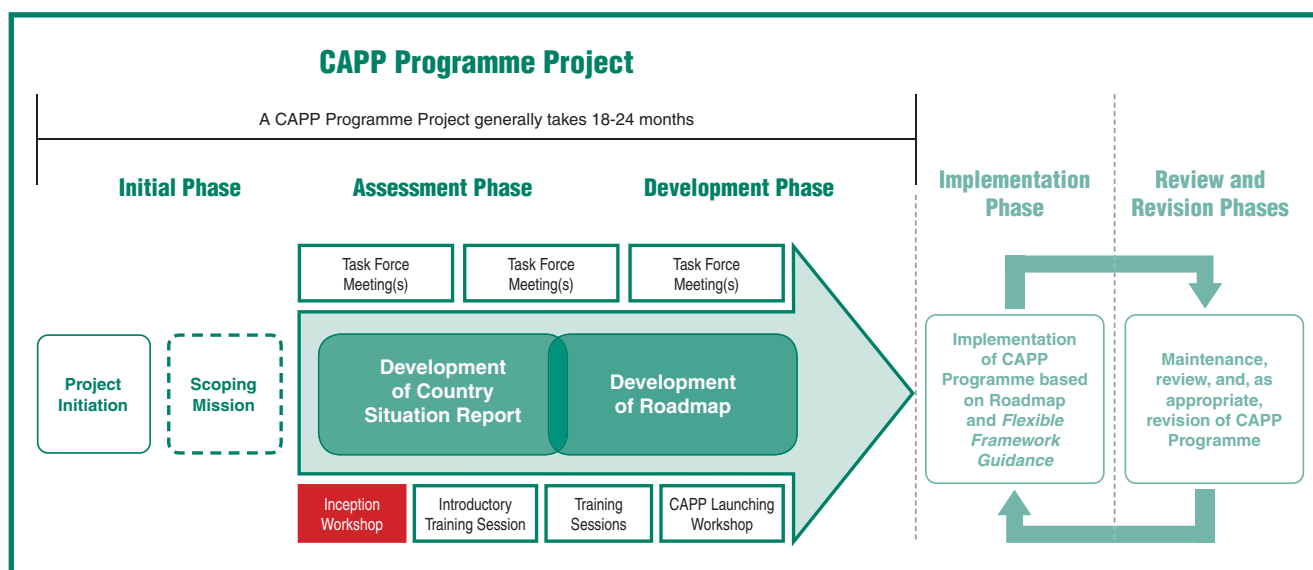 CAPP Programme Project
A CAPP Programme Project generally takes 18-24 months
Initial Phase
Assessment Phase
Development Phase
Implementation
Phase
Review and
Revision Phases
Task Force
Meeting(s)
Task Force
Meeting(s)
Task Force
Meeting(s)
Project
Initiation
Scoping
Mission
Development
of Country
Situation Report
Development
of Roadmap
Implementation
of CAPP
Programme based
on Roadmap
and Flexible
Framework
Guidance
Maintenance,
review, and, as
appropriate,
revision of CAPP
Programme
Inception
Workshop
Introductory
Training Session
Training
Sessions
CAPP Launching
Workshop